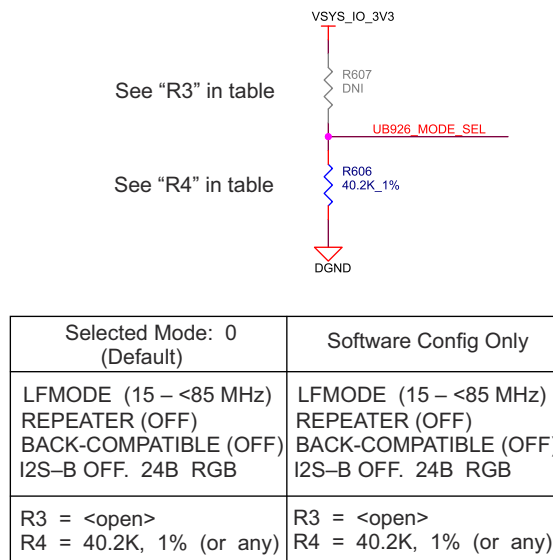 VSYS_IO_3V3
R607
DNI
See “R3” in table
UB926_MODE_SEL
R606
40.2K_1%
See “R4” in table
DGND
Selected Mode: 0
(Default)
Software Config Only
LFMODE (15 – <85 MHz)
REPEATER (OFF)
BACK-COMPATIBLE (OFF)
I2S–B OFF. 24B RGB
LFMODE (15 – <85 MHz)
REPEATER (OFF)
BACK-COMPATIBLE (OFF)
I2S–B OFF. 24B RGB
R3 = <open>
R4 = 40.2K, 1% (or any)
R3 = <open>
R4 = 40.2K, 1% (or any)